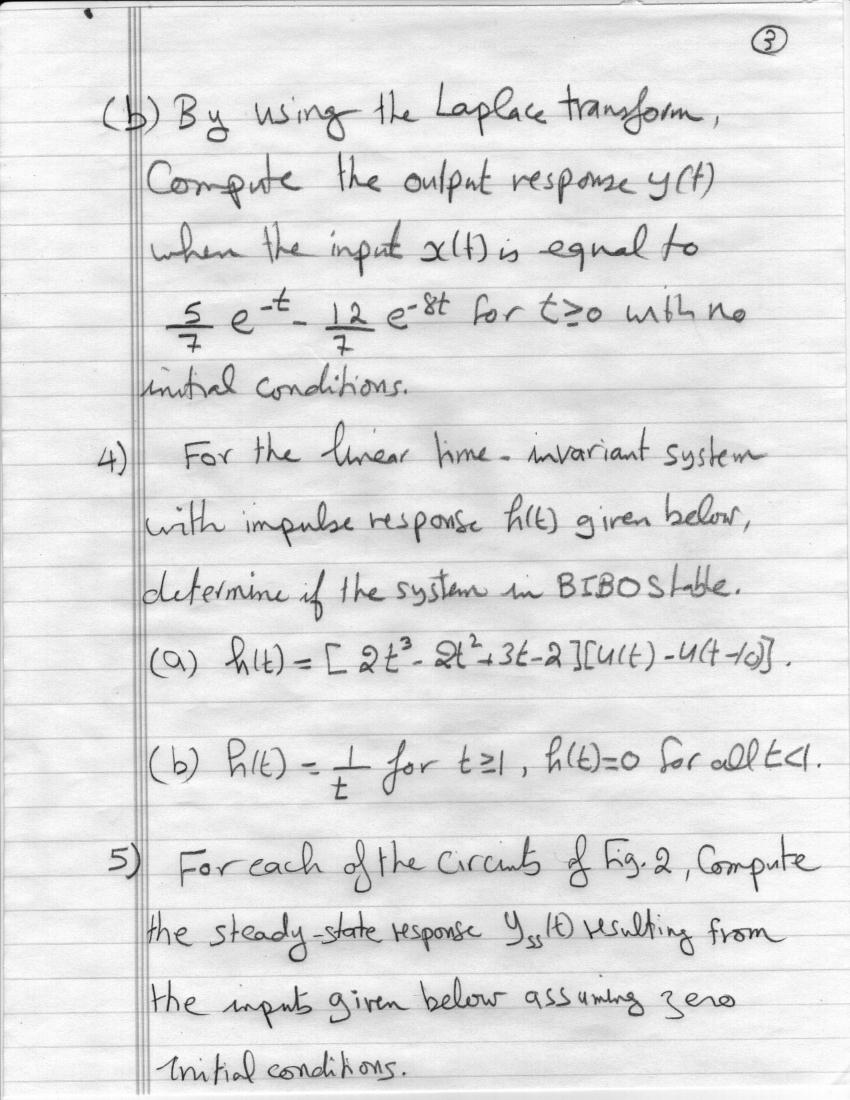 3
(b) By using the Laplace transform,
Compute the output response y(t)
when the input x(t) is equal to
5/7 e^-t - 12/7 e^-8t for t≥0 with no
initial conditions.
4) For the linear time-invariant system
with impulse response h(t) given below,
determine if the system in BIBO stable.
(a) h(t) = [2t³-2t²+3t-2][u(t)-u(t-10)].
(b) h(t) = 1/t for t≥1, h(t)=0 for all t<1.
5) For each of the circuits of Fig. 2, Compute
the steady-state response y_ss(t) resulting from
the inputs given below assuming zero
initial conditions.